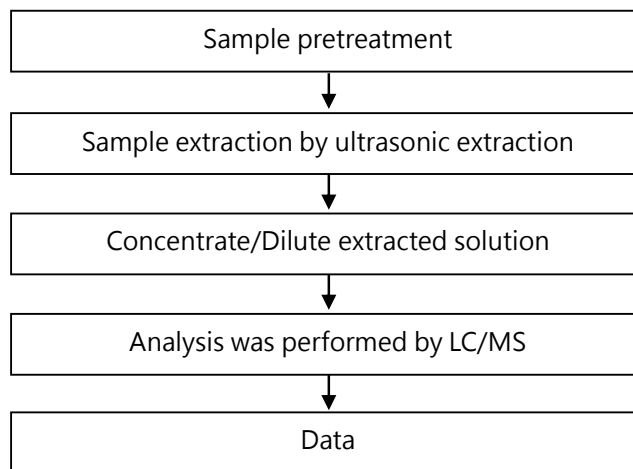 Sample pretreatment
Sample extraction by ultrasonic extraction
Concentrate/Dilute extracted solution
Analysis was performed by LC/MS
Data